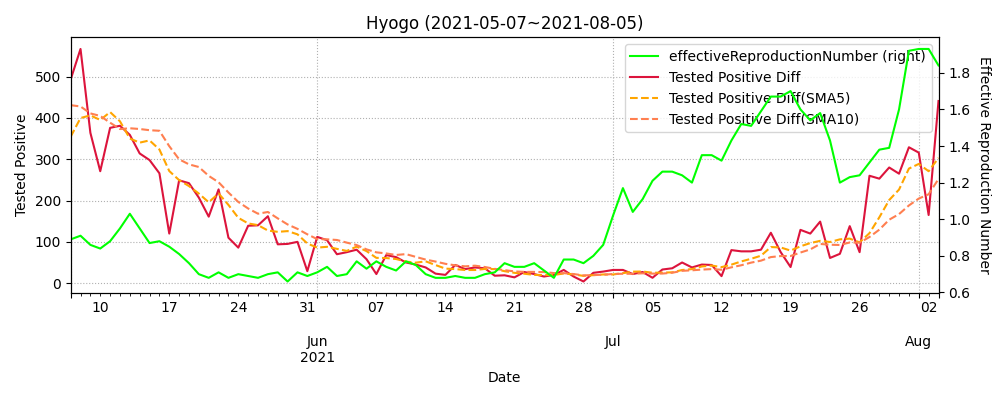 Hyogo (2021-05-07~2021-08-05)
effectiveReproductionNumber (right)
Tested Positive Diff
Tested Positive Diff(SMA5)
Tested Positive Diff(SMA10)
Tested Positive
500
400
300
200
100
0
1.8
1.6
1.4
1.2
1.0
0.8
0.6
Effective Reproduction Number
10 17 24 31 07 14 21 28 05 12 19 26 02
Jun Jul Aug
2021
Date